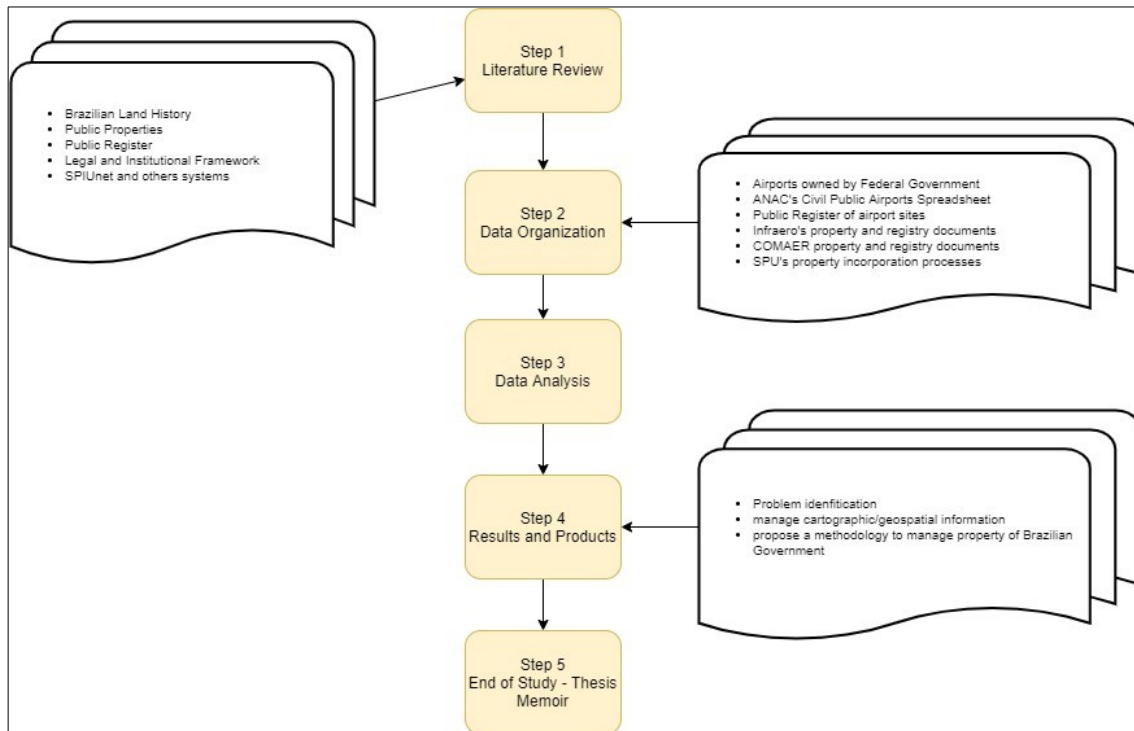 Step 1
Literature Review
• Brazilian Land History
• Public Properties
• Public Register
• Legal and Institutional Framework
• SPIUnet and others systems
Step 2
Data Organization
• Airports owned by Federal Government
• ANAC's Civil Public Airports Spreadsheet
• Public Register of airport sites
• Infraero's property and registry documents
• COMAER property and registry documents
• SPU's property incorporation processes
Step 3
Data Analysis
Step 4
Results and Products
• Problem idenfitication
• manage cartographic/geospatial information
• propose a methodology to manage property of Brazilian
Government
Step 5
End of Study - Thesis
Memoir